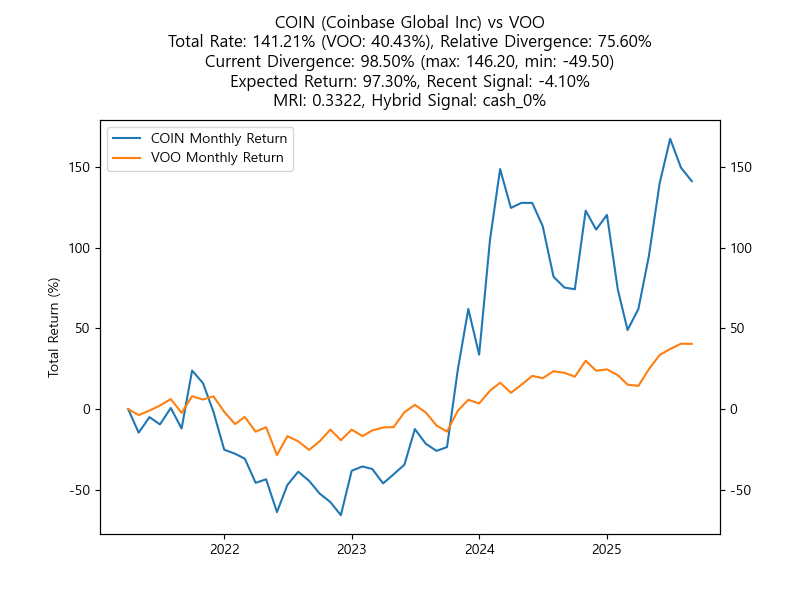 COIN (Coinbase Global Inc) vs VOO
Total Rate: 141.21% (VOO: 40.43%), Relative Divergence: 75.60%
Current Divergence: 98.50% (max: 146.20, min: -49.50)
Expected Return: 97.30%, Recent Signal: -4.10%
MRI: 0.3322, Hybrid Signal: cash_0%
COIN Monthly Return
VOO Monthly Return
Total Return (%)
150
100
50
0
-50
150
100
50
0
-50
2022
2023
2024
2025